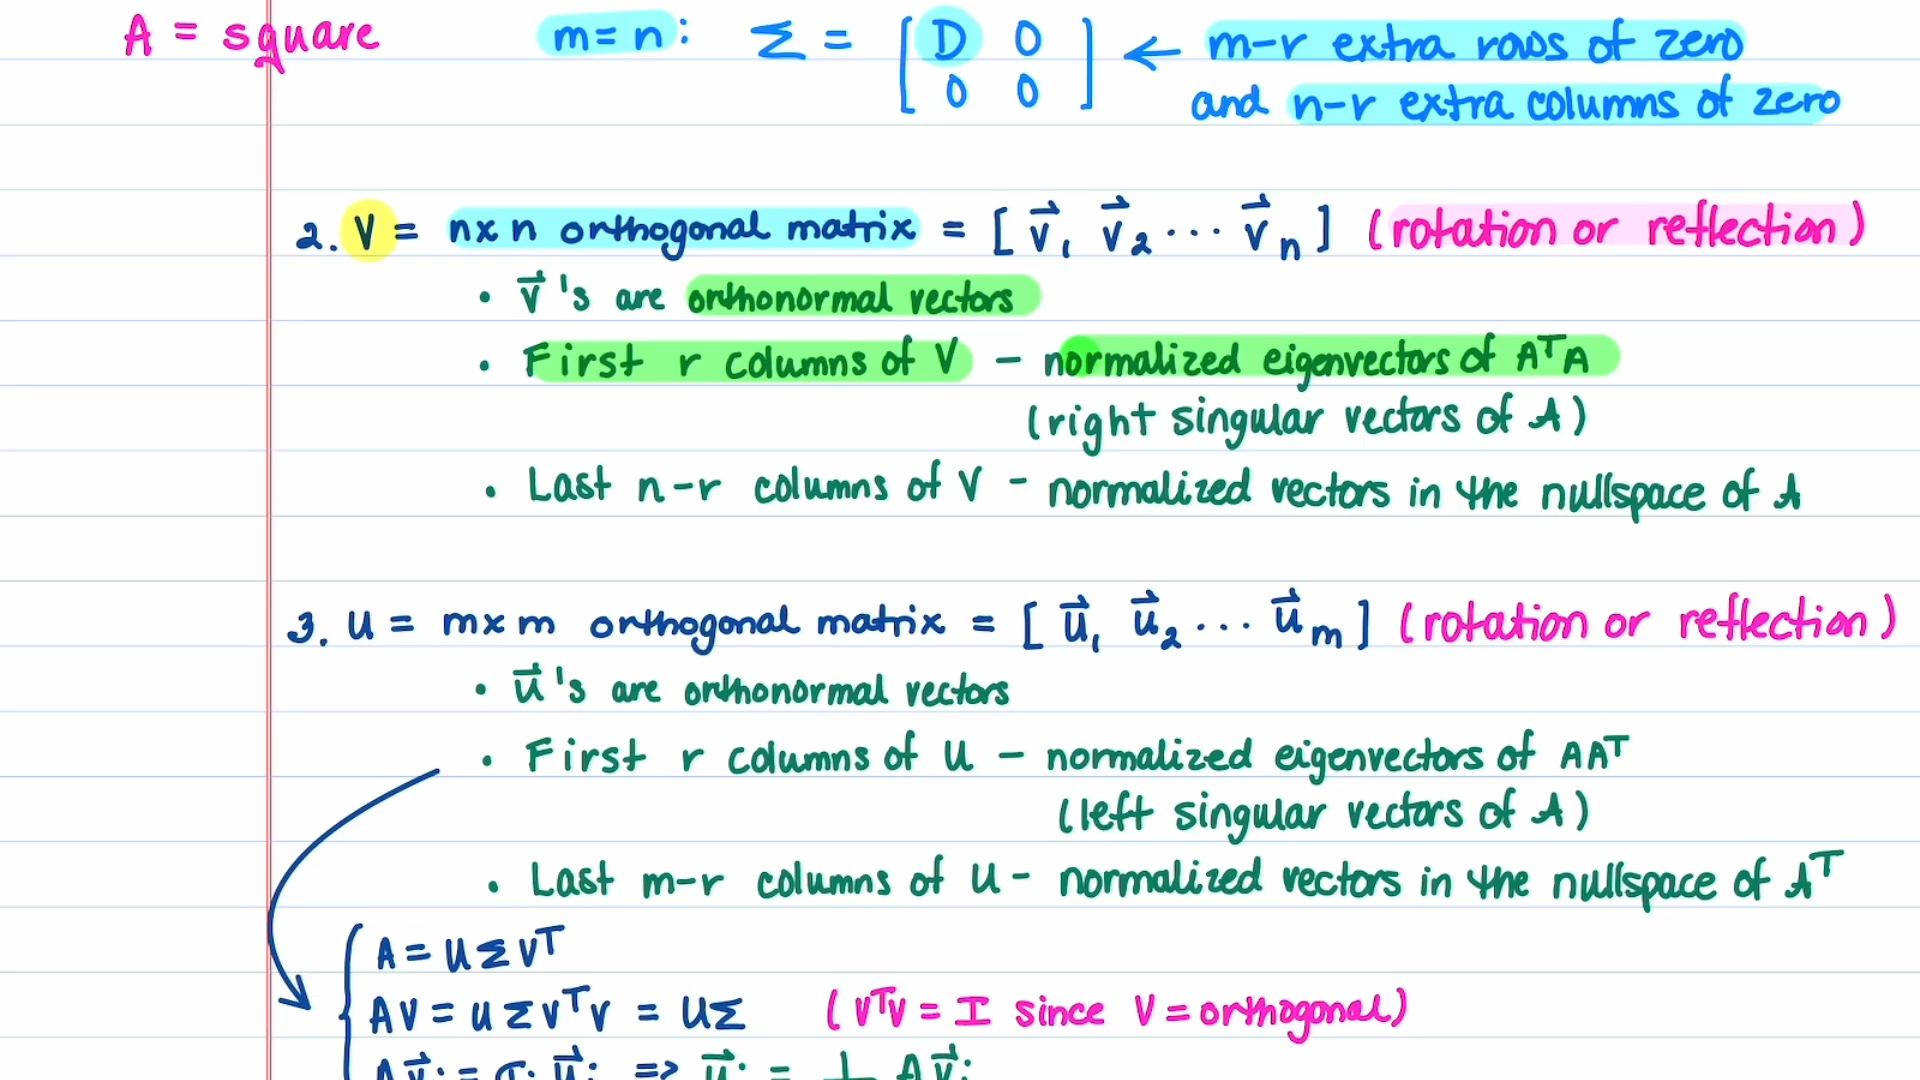 A = square m=n: Σ = [D 0 ← m-r extra rows of zero
0 0] and n-r extra columns of zero
2. V = nxn orthogonal matrix = [v⃗₁ v⃗₂ ... v⃗ₙ] (rotation or reflection)
• v⃗'s are orthonormal vectors
• First r columns of V – normalized eigenvectors of AᵀA
(right singular vectors of A)
• Last n-r columns of V - normalized vectors in the nullspace of A
3. U = mxm orthogonal matrix = [u⃗₁ u⃗₂ ... u⃗ₘ] (rotation or reflection)
• u⃗'s are orthonormal vectors
• First r columns of U – normalized eigenvectors of AAᵀ
(left singular vectors of A)
• Last m-r columns of U - normalized vectors in the nullspace of Aᵀ
A = UΣVᵀ
AV = UΣVᵀV = UΣ (VᵀV = I since V = orthogonal)